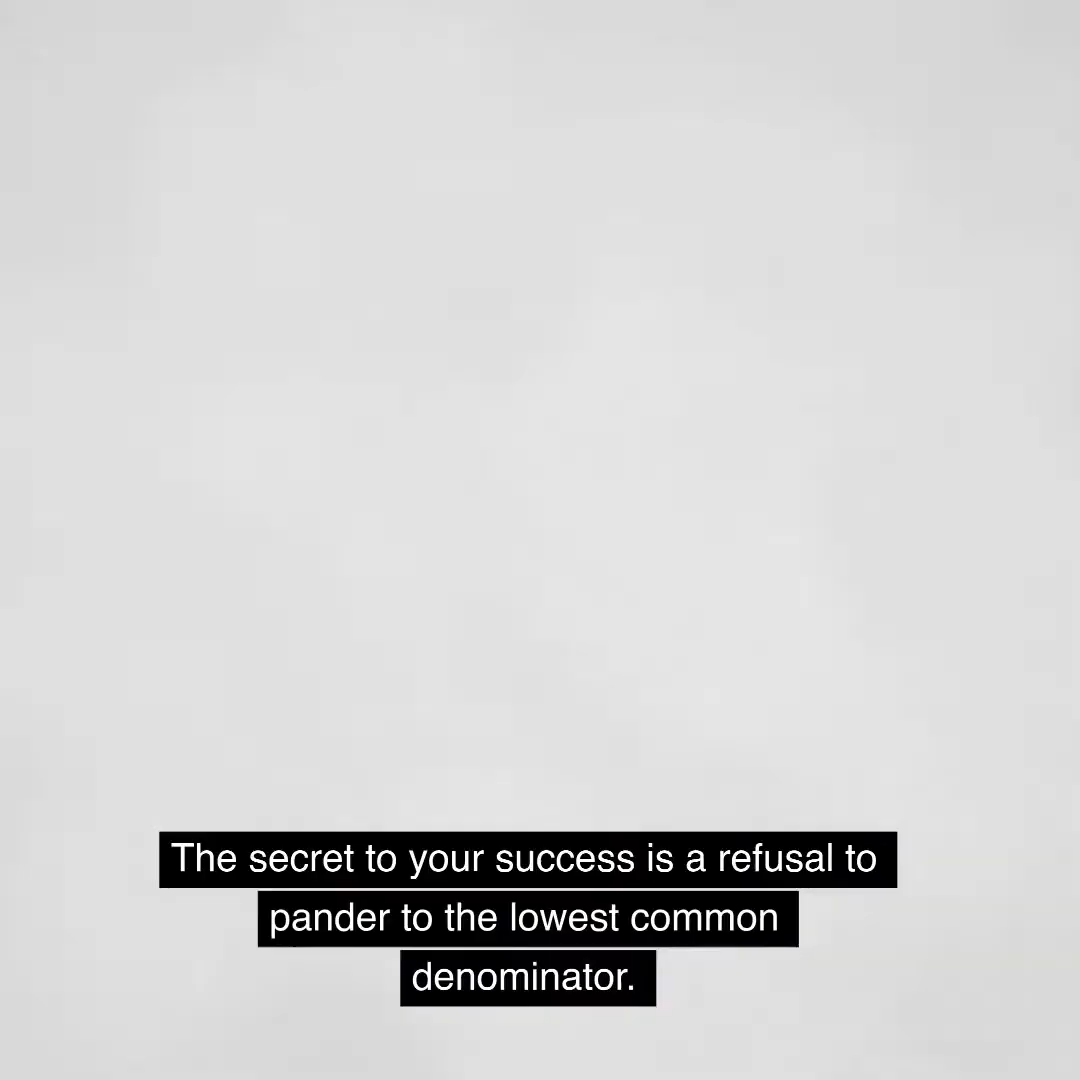 The secret to your success is a refusal to
pander to the lowest common
denominator.